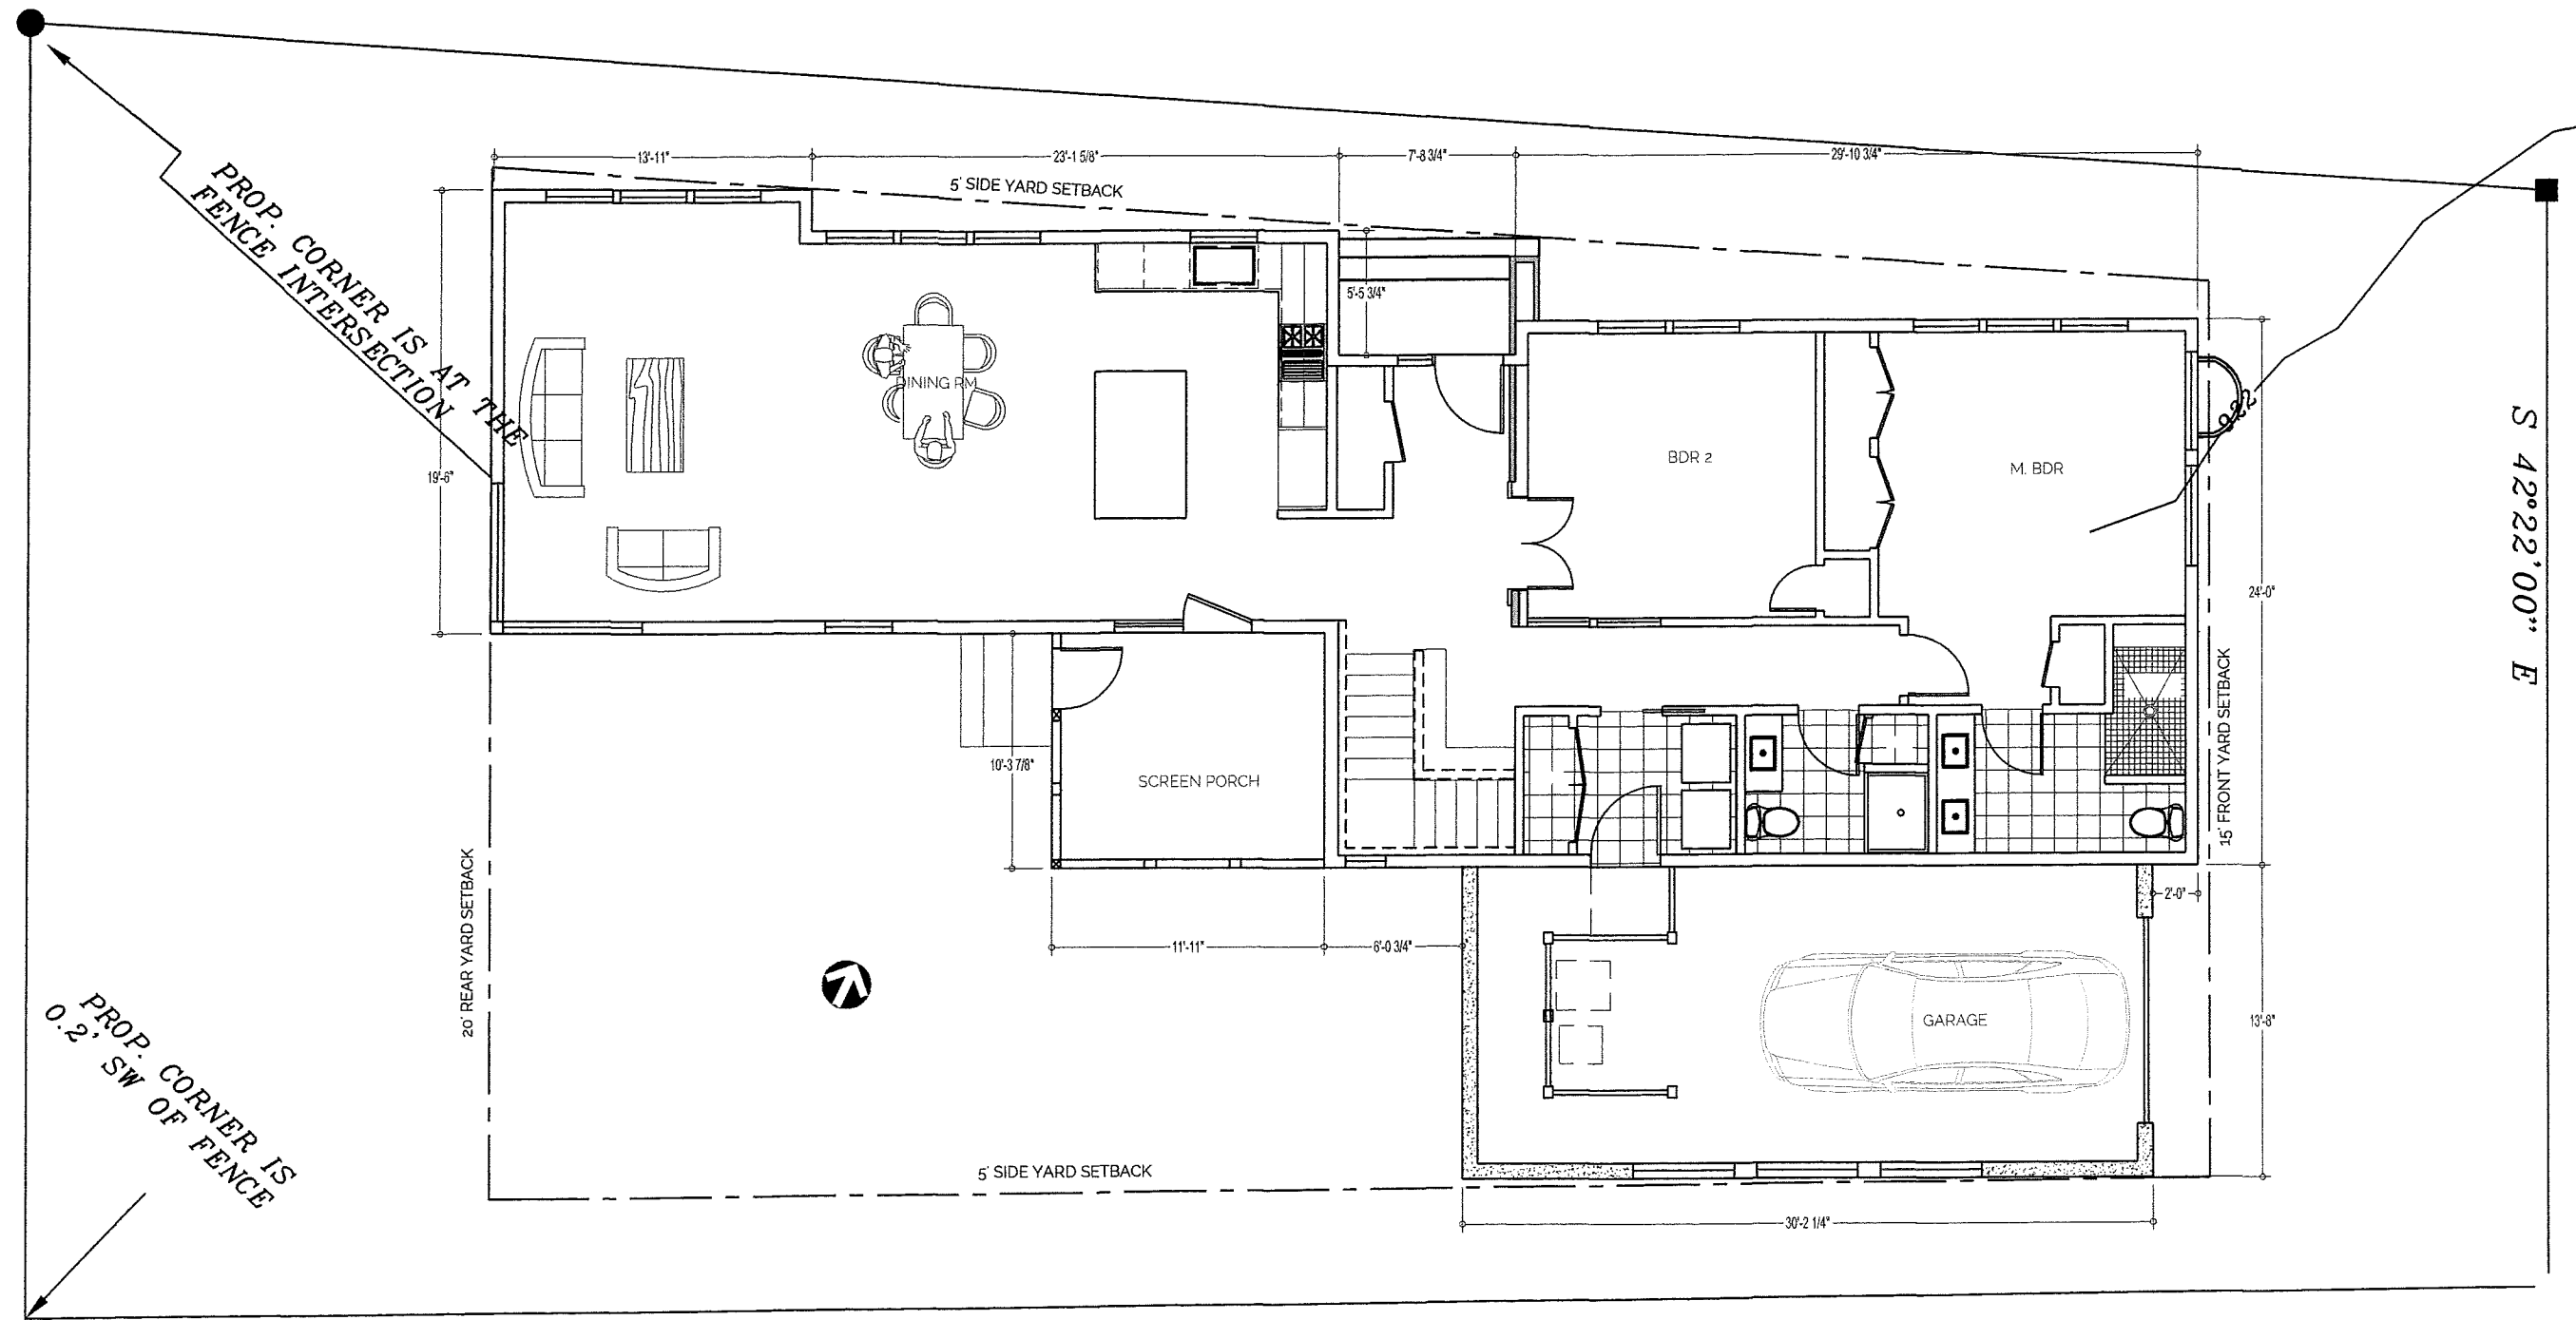 13'-11"
23'-1 5/8"
7'-8 3/4"
29'-10 3/4"
5' SIDE YARD SETBACK
PROP. CORNER IS AT THE
FENCE INTERSECTION
5'-5 3/4"
DINING RM
BDR 2
M. BDR
922
S 42°22'00" E
19'-6"
24'-0"
10'-3 7/8"
SCREEN PORCH
15' FRONT YARD SETBACK
20' REAR YARD SETBACK
2'-0"
11'-11"
6'-0 3/4"
GARAGE
13'-8"
PROP. CORNER IS
0.2' SW OF FENCE
5' SIDE YARD SETBACK
30'-2 1/4"